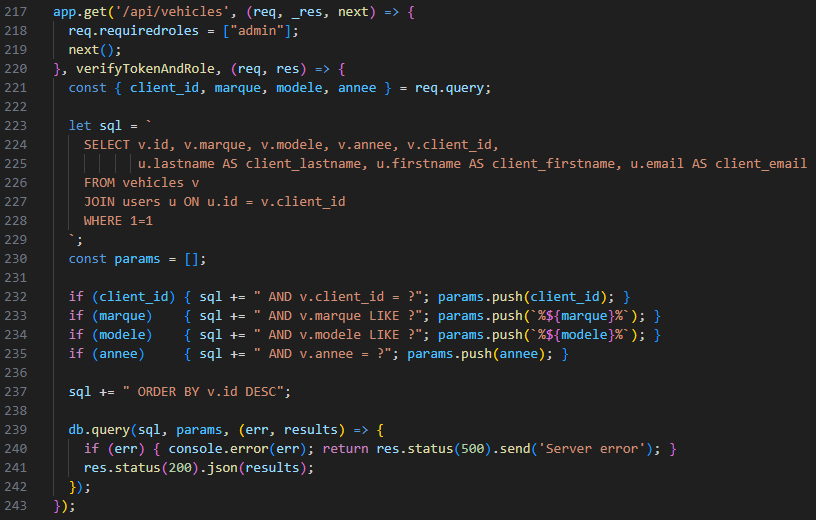 217 app.get('/api/vehicles', (req, _res, next) => {
218   req.requiredroles = ["admin"];
219   next();
220 }, verifyTokenAndRole, (req, res) => {
221   const { client_id, marque, modele, annee } = req.query;
222
223   let sql = `
224     SELECT v.id, v.marque, v.modele, v.annee, v.client_id,
225            u.lastname AS client_lastname, u.firstname AS client_firstname, u.email AS client_email
226     FROM vehicles v
227     JOIN users u ON u.id = v.client_id
228     WHERE 1=1
229   `;
230   const params = [];
231
232   if (client_id) { sql += " AND v.client_id = ?"; params.push(client_id); }
233   if (marque)    { sql += " AND v.marque LIKE ?"; params.push(`%${marque}%`); }
234   if (modele)    { sql += " AND v.modele LIKE ?"; params.push(`%${modele}%`); }
235   if (annee)     { sql += " AND v.annee = ?"; params.push(annee); }
236
237   sql += " ORDER BY v.id DESC";
238
239   db.query(sql, params, (err, results) => {
240     if (err) { console.error(err); return res.status(500).send('Server error'); }
241     res.status(200).json(results);
242   });
243 });